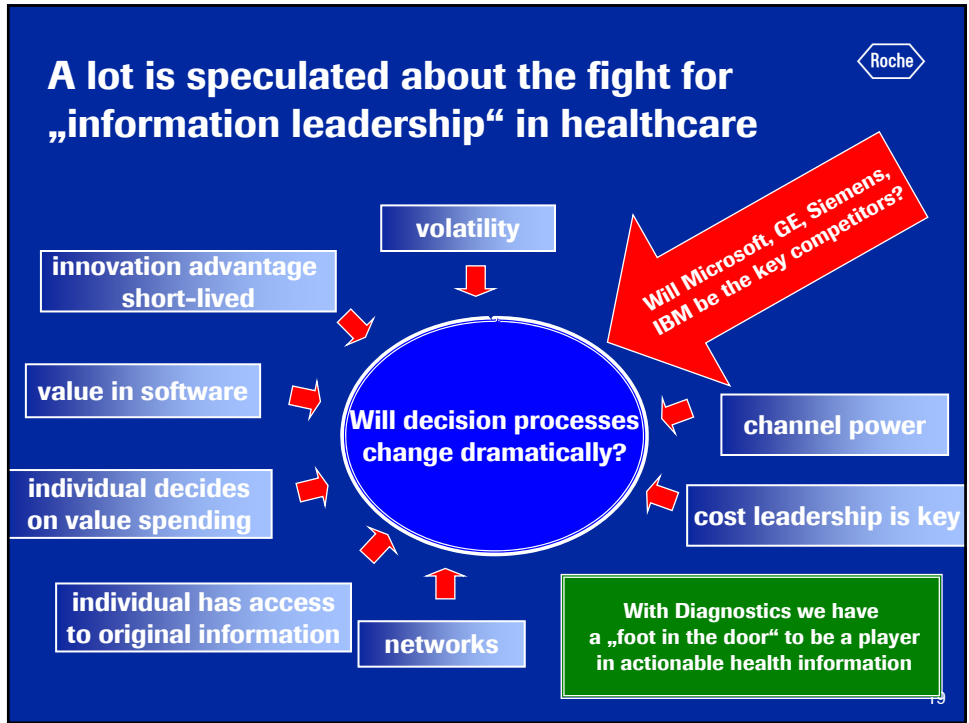 A lot is speculated about the fight for
„information leadership“ in healthcare
Roche
volatility
Will Microsoft, GE, Siemens,
IBM be the key competitors?
innovation advantage
short-lived
value in software
Will decision processes
change dramatically?
channel power
individual decides
on value spending
cost leadership is key
individual has access
to original information
networks
With Diagnostics we have
a „foot in the door“ to be a player
in actionable health information
19